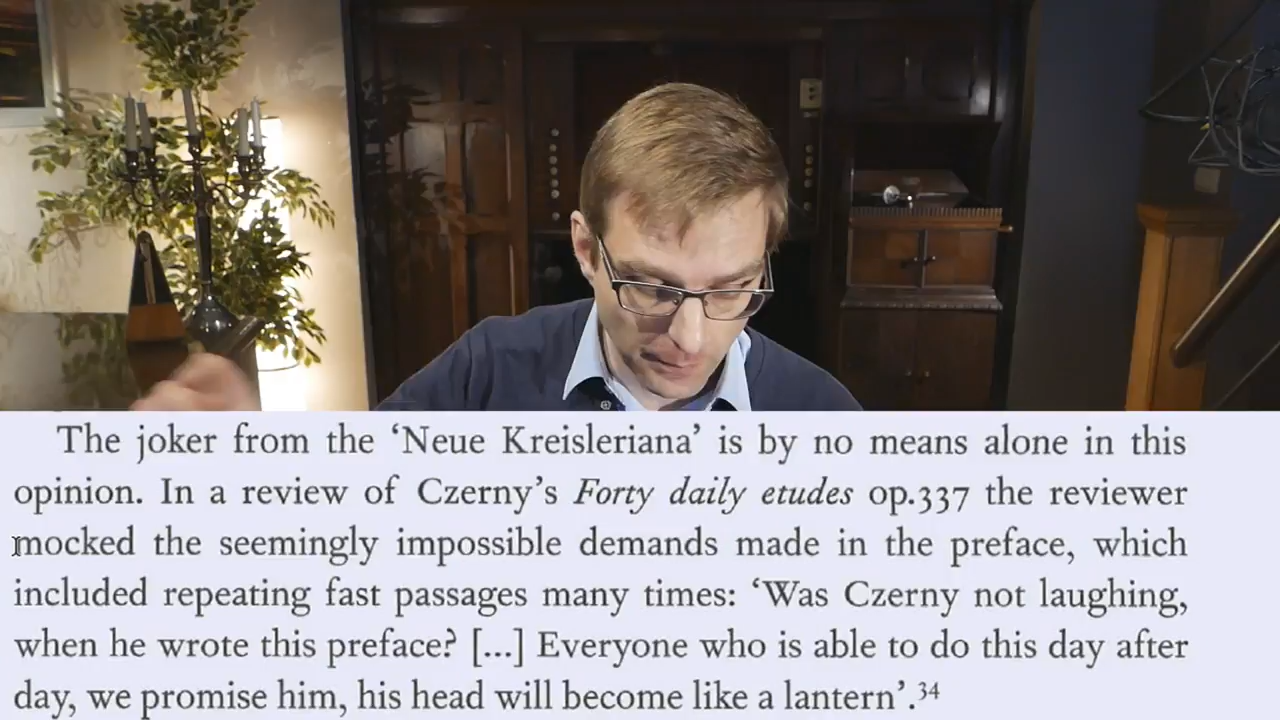 The joker from the ‘Neue Kreisleriana’ is by no means alone in this
opinion. In a review of Czerny’s Forty daily etudes op.337 the reviewer
mocked the seemingly impossible demands made in the preface, which
included repeating fast passages many times: ‘Was Czerny not laughing,
when he wrote this preface? [...] Everyone who is able to do this day after
day, we promise him, his head will become like a lantern’.34